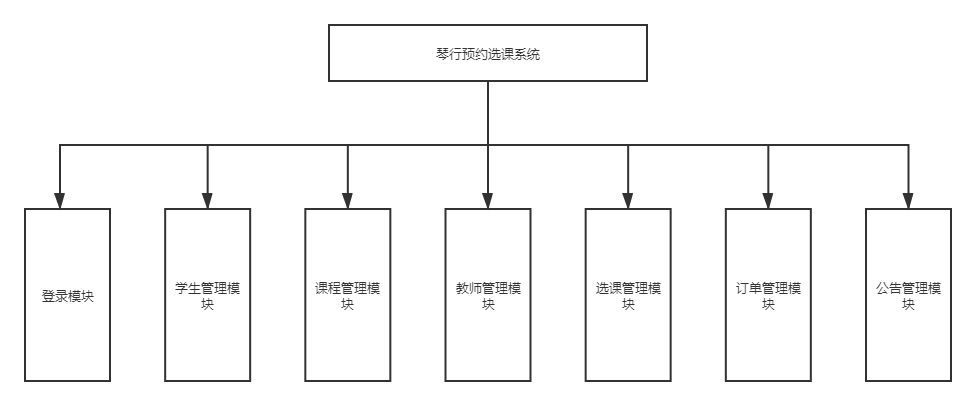 琴行预约选课系统
登录模块
学生管理模
块
课程管理模
块
教师管理模
块
选课管理模
块
订单管理模
块
公告管理模
块